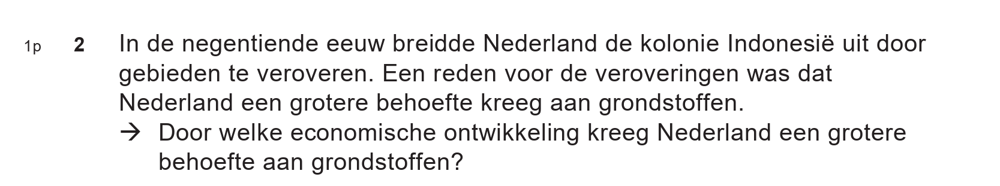 1p 2 In de negentiende eeuw breidde Nederland de kolonie Indonesië uit door
gebieden te veroveren. Een reden voor de veroveringen was dat
Nederland een grotere behoefte kreeg aan grondstoffen.
→ Door welke economische ontwikkeling kreeg Nederland een grotere
behoefte aan grondstoffen?